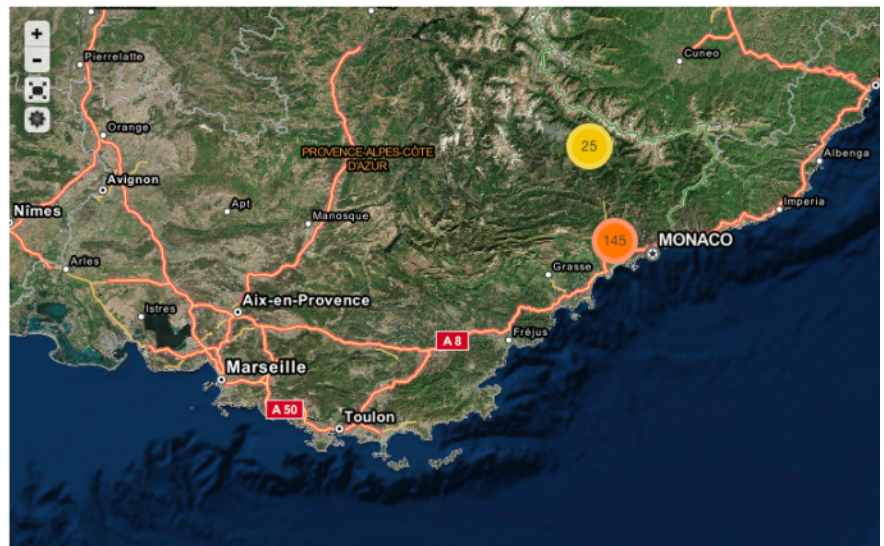 +
-
Pierrelatte
Cuneo
Orange
25
PROVENCE-ALPES-CÔTE
D'AZUR
Albenga
Avignon
Apt
Imperia
Nîmes
Manosque
145
MONACO
Arles
Grasse
Istres
Aix-en-Provence
Fréjus
A 8
Marseille
A 50
Toulon